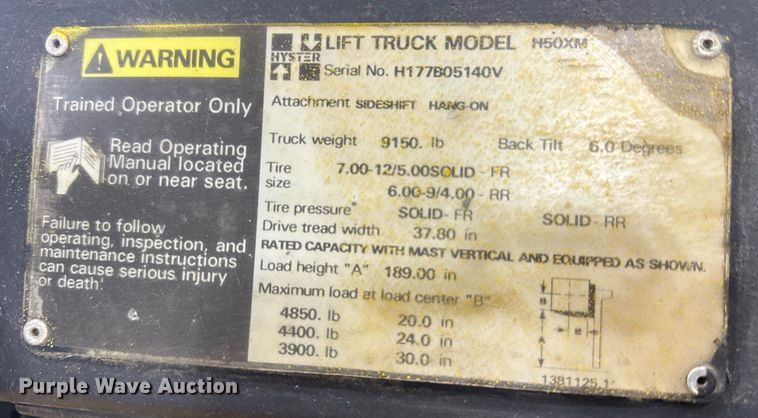 WARNING
Trained Operator Only
Read Operating
Manual located
on or near seat.
Failure to follow
operating, inspection, and
maintenance instructions
can cause serious injury
or death.
HYSTER
LIFT TRUCK MODEL H50XM
Serial No. H177B05140V
Attachment SIDESHIFT HANG-ON
Truck weight 9150. lb Back Tilt 6.0 Degrees
Tire size 7.00-12/5.00SOLID - FR
6.00-9/4.00 - RR
Tire pressure SOLID- FR SOLID- RR
Drive tread width 37.80 in
RATED CAPACITY WITH MAST VERTICAL AND EQUIPPED AS SHOWN.
Load height "A" 189.00 in
Maximum load at load center "B"
4850. lb 20.0 in
4400. lb 24.0 in
3900. lb 30.0 in
B
B
A
1381125.1
Purple Wave Auction